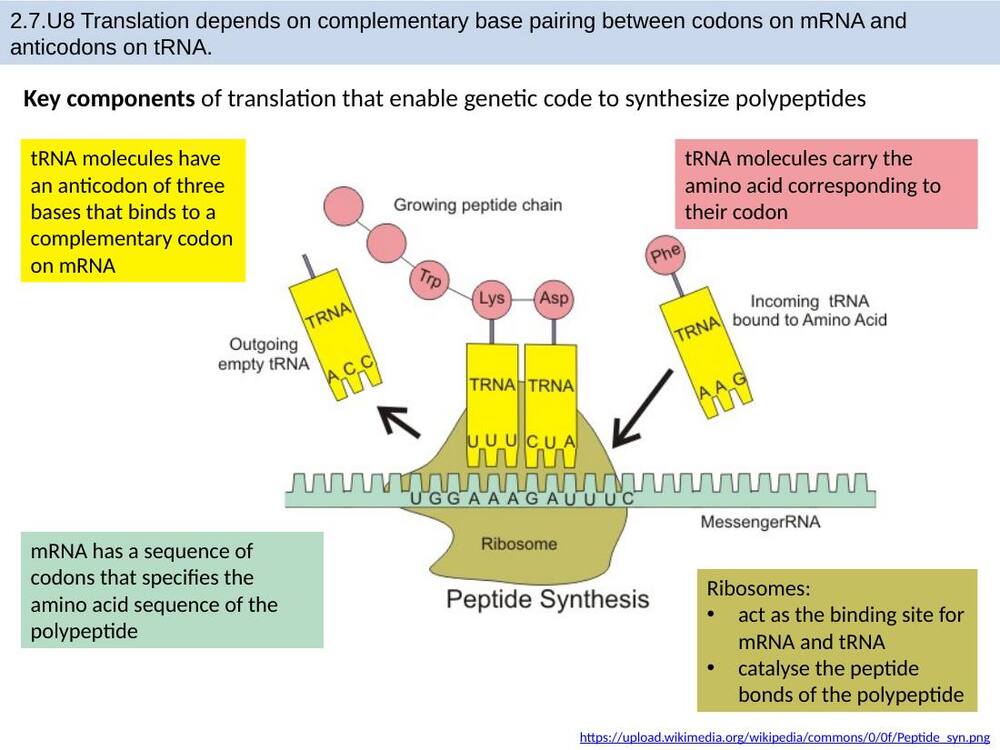 2.7.U8 Translation depends on complementary base pairing between codons on mRNA and
anticodons on tRNA.
Key components of translation that enable genetic code to synthesize polypeptides
tRNA molecules have
an anticodon of three
bases that binds to a
complementary codon
on mRNA
tRNA molecules carry the
amino acid corresponding to
their codon
Growing peptide chain
Trp
Lys
Asp
Phe
TRNA
A C C
Outgoing
empty tRNA
TRNA
U U U
TRNA
C U A
TRNA
A A G
Incoming tRNA
bound to Amino Acid
U G G A A A G A U U U C
MessengerRNA
Ribosome
Peptide Synthesis
mRNA has a sequence of
codons that specifies the
amino acid sequence of the
polypeptide
Ribosomes:
• act as the binding site for
mRNA and tRNA
• catalyse the peptide
bonds of the polypeptide
https://upload.wikimedia.org/wikipedia/commons/0/0f/Peptide_syn.png